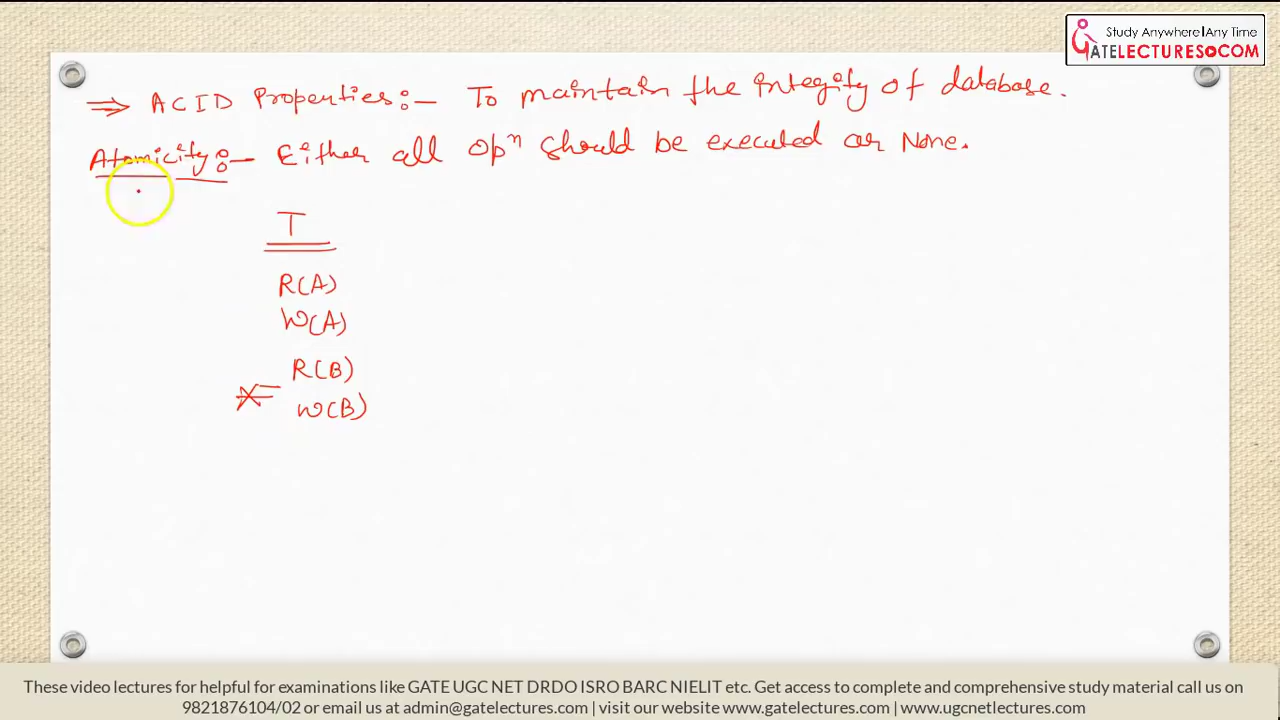 Study Anywhere|Any Time
GATELECTURES.COM
⇒ ACID Properties:- To maintain the integrity of database.
Atomicity:- Either all opⁿ should be executed or None.
T
R(A)
W(A)
R(B)
W(B)
These video lectures for helpful for examinations like GATE UGC NET DRDO ISRO BARC NIELIT etc. Get access to complete and comprehensive study material call us on
9821876104/02 or email us at admin@gatelectures.com | visit our website www.gatelectures.com | www.ugcnetlectures.com